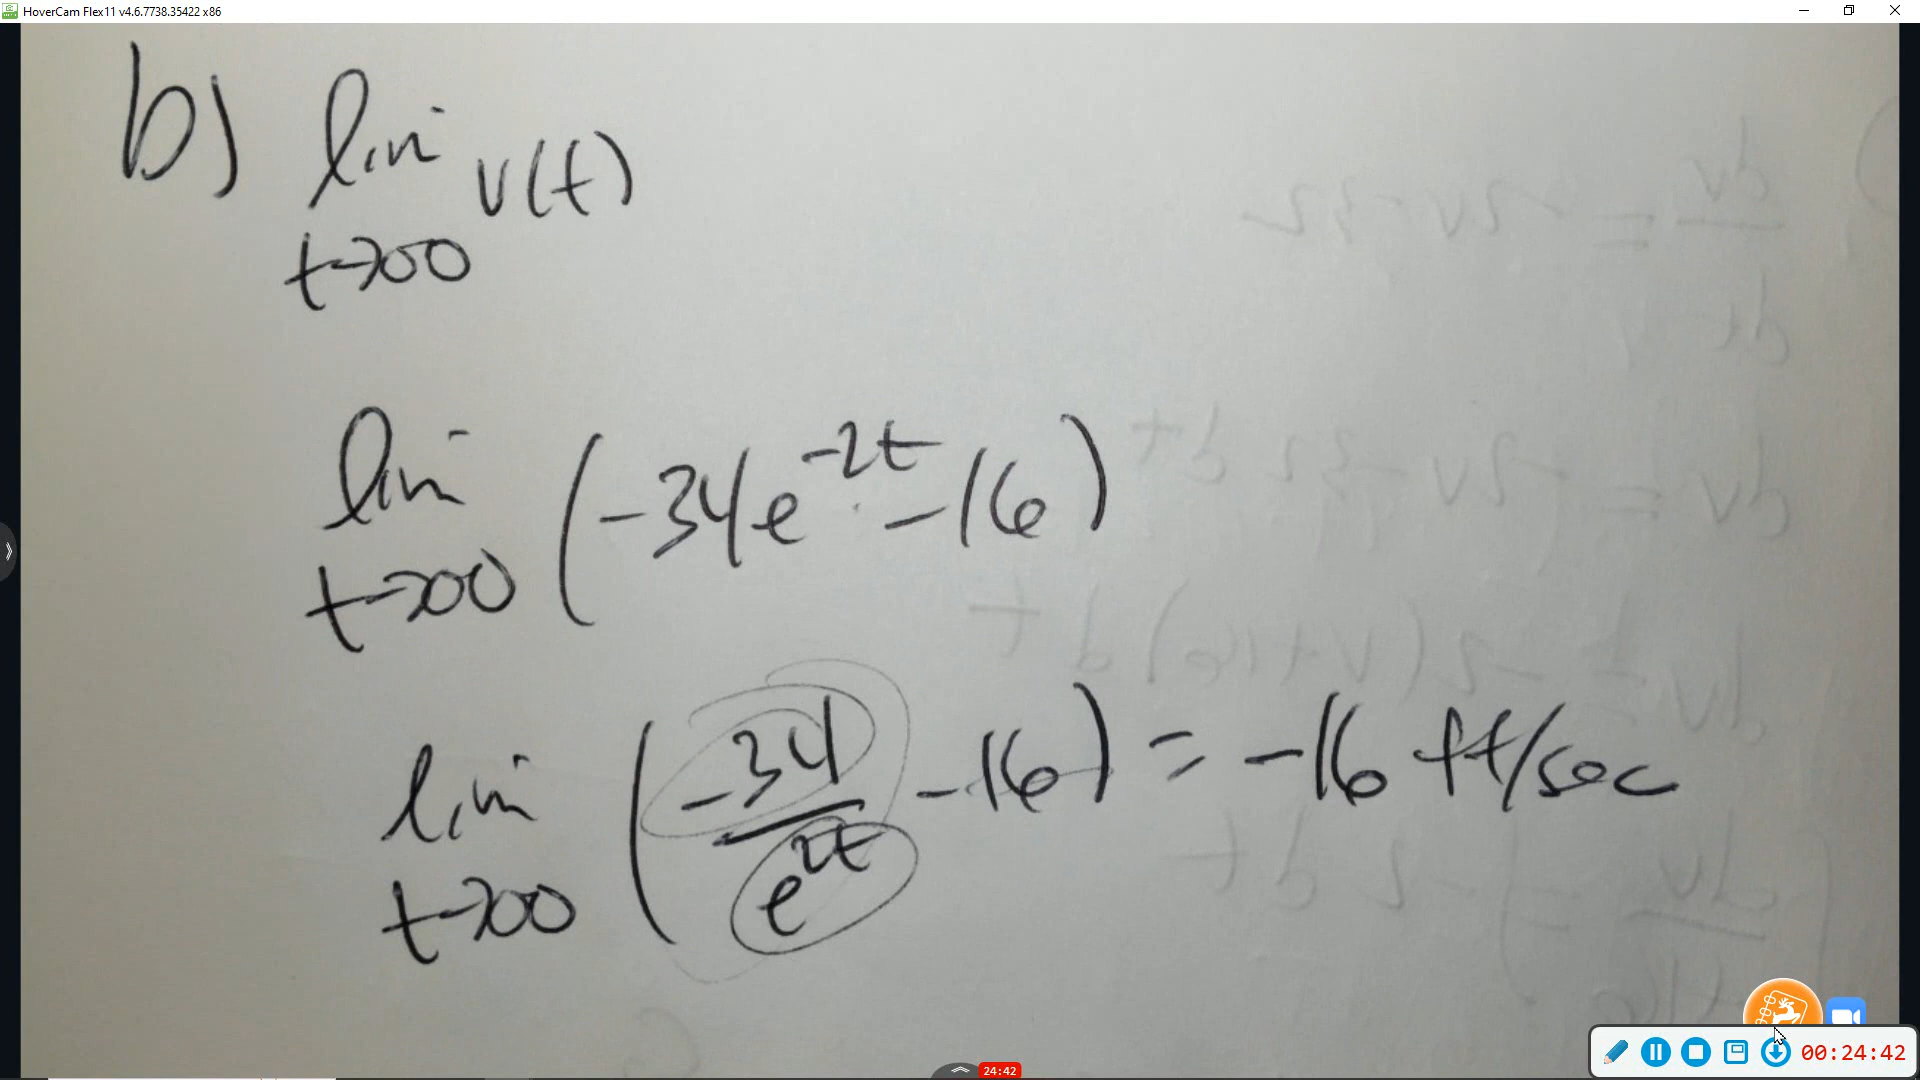 HoverCam Flex11 v4.6.7738.35422 x86
b) lim v(t)
t→∞
lim (-34e^-2t -16)
t→∞
lim (-34/e^2t -16) = -16 ft/sec
t→∞
24:42
00:24:42